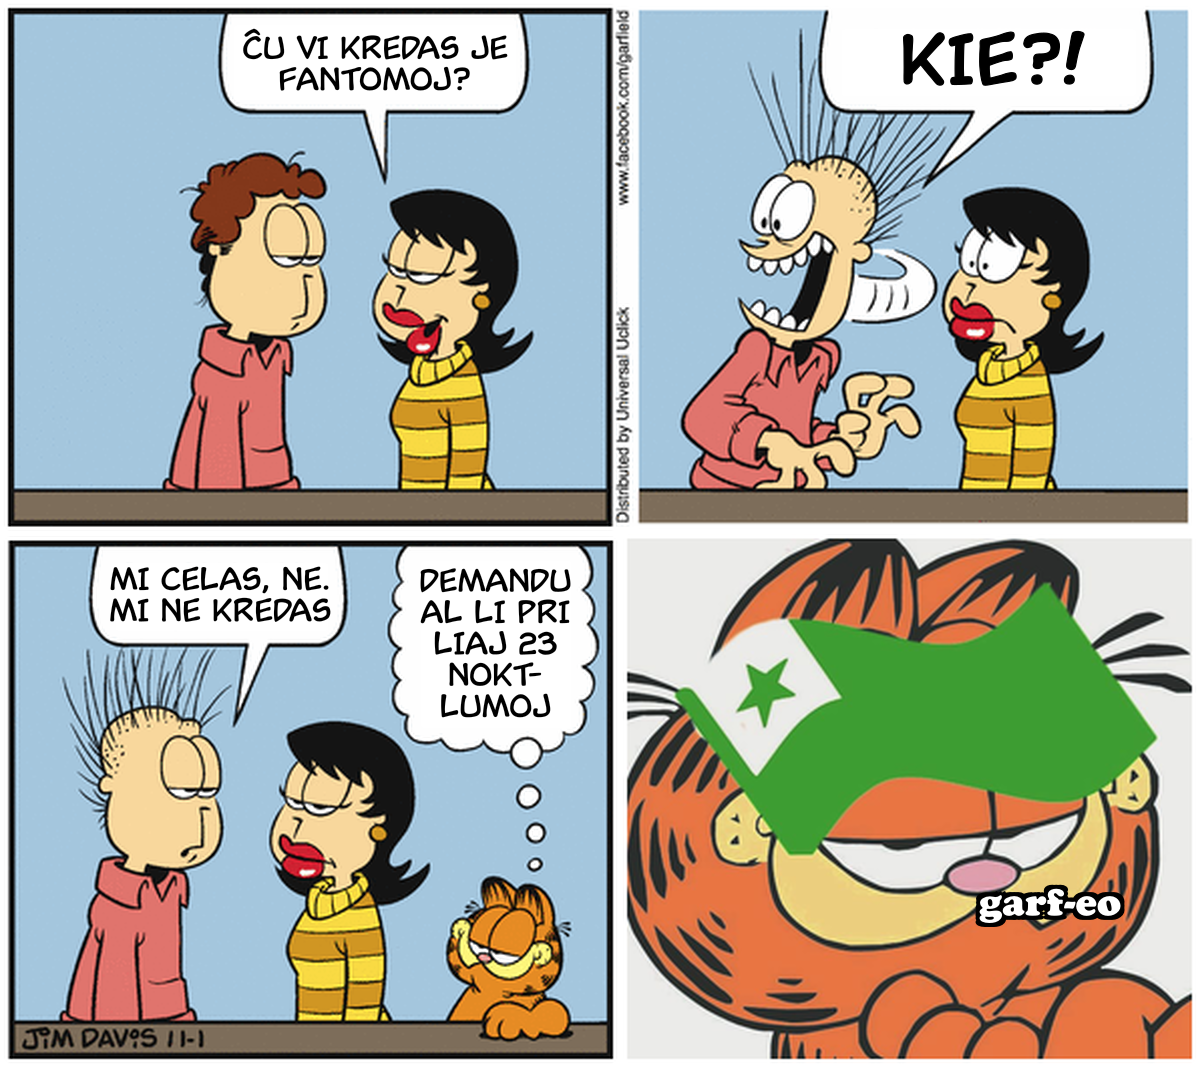 ĈU VI KREDAS JE
FANTOMOJ?
www.facebook.com/garfield
Distributed by Universal Uclick
KIE?!
MI CELAS, NE.
MI NE KREDAS
DEMANDU
AL LI PRI
LIAJ 23
NOKT-
LUMOJ
JiM DAViS 11-1
garf-eo